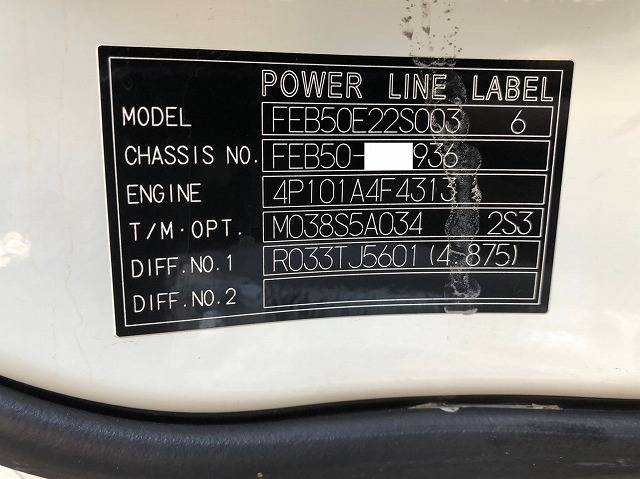 POWER LINE LABEL
MODEL FEB50E22S003 6
CHASSIS NO. FEB50- 936
ENGINE 4P101A4F4313
T/M·OPT. M038S5A034 2S3
DIFF.NO.1 R033TJ5601(4.875)
DIFF.NO.2